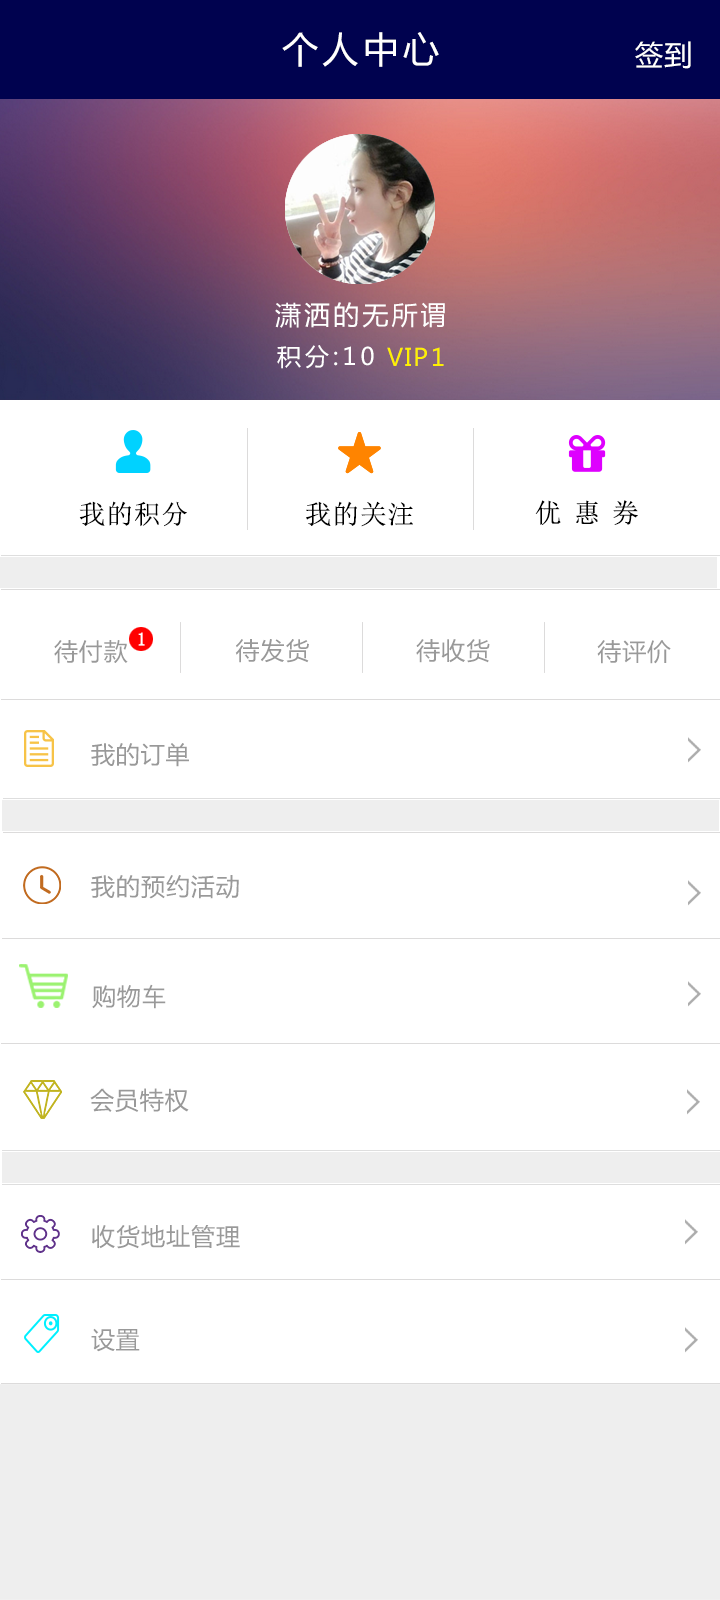 个人中心
签到
潇洒的无所谓
积分:10 VIP1
我的积分 我的关注 优惠券
待付款 1 待发货 待收货 待评价
我的订单
我的预约活动
购物车
会员特权
收货地址管理
设置